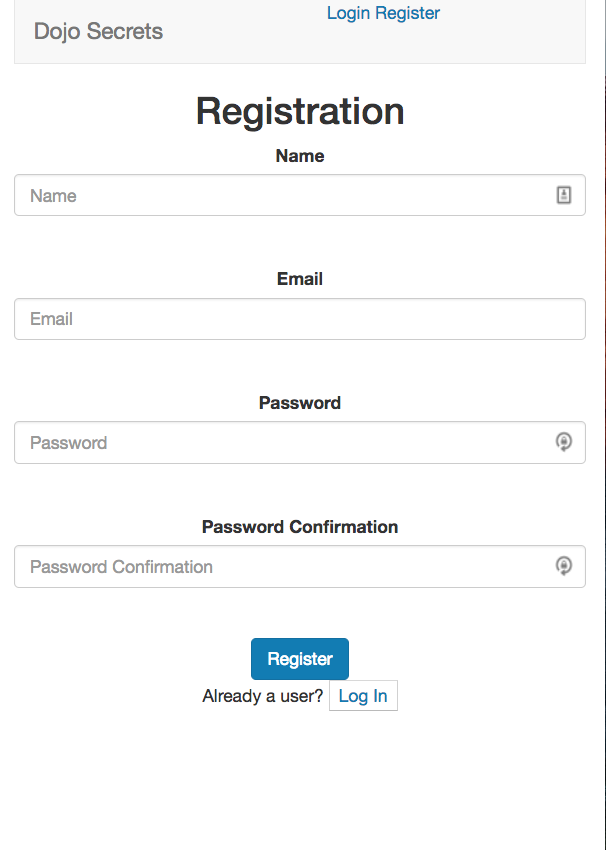 Login Register
Dojo Secrets
Registration
Name
Name
Email
Email
Password
Password
Password Confirmation
Password Confirmation
Register
Already a user? Log In